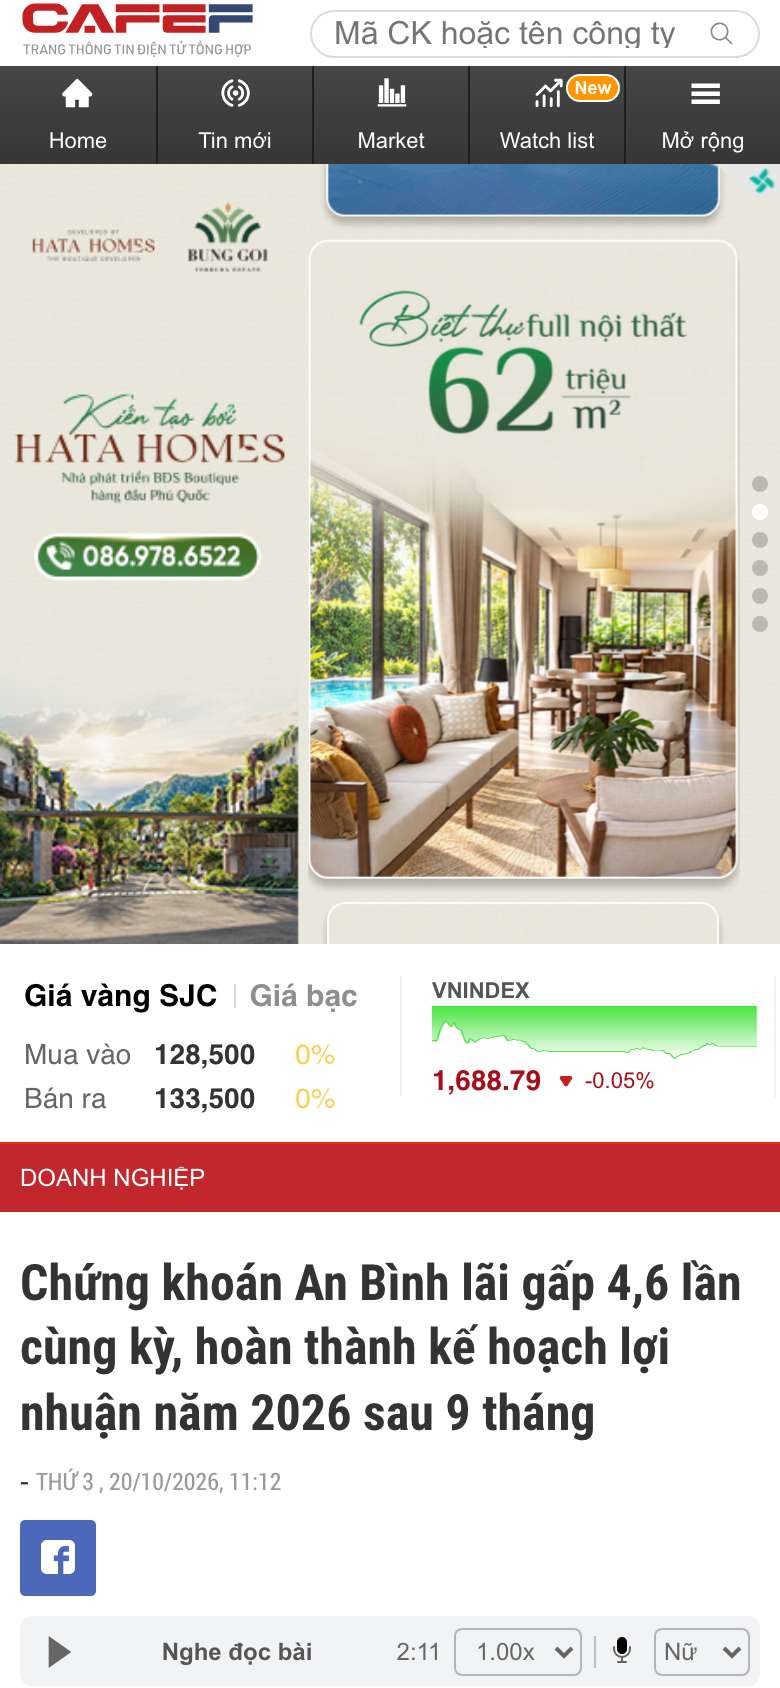 CAFEF
TRANG THÔNG TIN ĐIỆN TỬ TỔNG HỢP
Mã CK hoặc tên công ty
Home
Tin mới
Market
New
Watch list
Mở rộng
DEVELOPED BY
HATA HOMES
THE BOUTIQUE DEVELOPER
BUNG GOI
Kiến tạo bởi
HATA HOMES
Nhà phát triển BĐS Boutique
hàng đầu Phú Quốc
086.978.6522
Biệt thự full nội thất
62 triệu
m²
Giá vàng SJC
Giá bạc
Mua vào 128,500 0%
Bán ra 133,500 0%
VNINDEX
1,688.79 -0.05%
DOANH NGHIỆP
Chứng khoán An Bình lãi gấp 4,6 lần
cùng kỳ, hoàn thành kế hoạch lợi
nhuận năm 2026 sau 9 tháng
- THỨ 3 , 20/10/2026, 11:12
Nghe đọc bài 2:11 1.00x Nữ